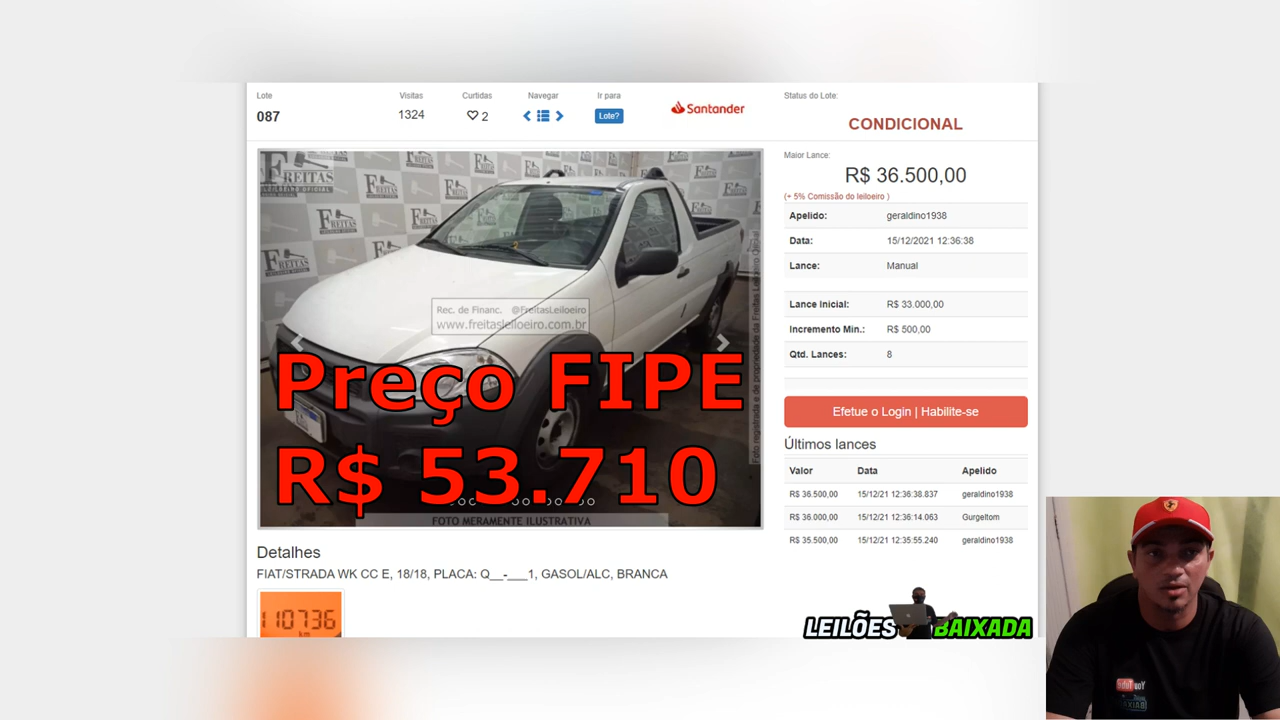 Lote
087
Visitas
1324
Curtidas
2
Navegar
Ir para
Lote?
Santander
Status do Lote:
CONDICIONAL
Maior Lance:
R$ 36.500,00
(+ 5% Comissão do leiloeiro )
Apelido: geraldino1938
Data: 15/12/2021 12:36:38
Lance: Manual
Lance Inicial: R$ 33.000,00
Incremento Min.: R$ 500,00
Qtd. Lances: 8
Efetue o Login | Habilite-se
Últimos lances
Valor Data Apelido
R$ 36.500,00 15/12/21 12:36:38.837 geraldino1938
R$ 36.000,00 15/12/21 12:36:14.063 Gurgeltom
R$ 35.500,00 15/12/21 12:35:55.240 geraldino1938
FREITAS
LEILOEIRO OFICIAL
Rec. de Financ. @FreitasLeiloeiro
www.freitasleiloeiro.com.br
Preço FIPE
R$ 53.710
FOTO MERAMENTE ILUSTRATIVA
Detalhes
FIAT/STRADA WK CC E, 18/18, PLACA: Q__-___1, GASOL/ALC, BRANCA
110736
km
LEILÕES BAIXADA